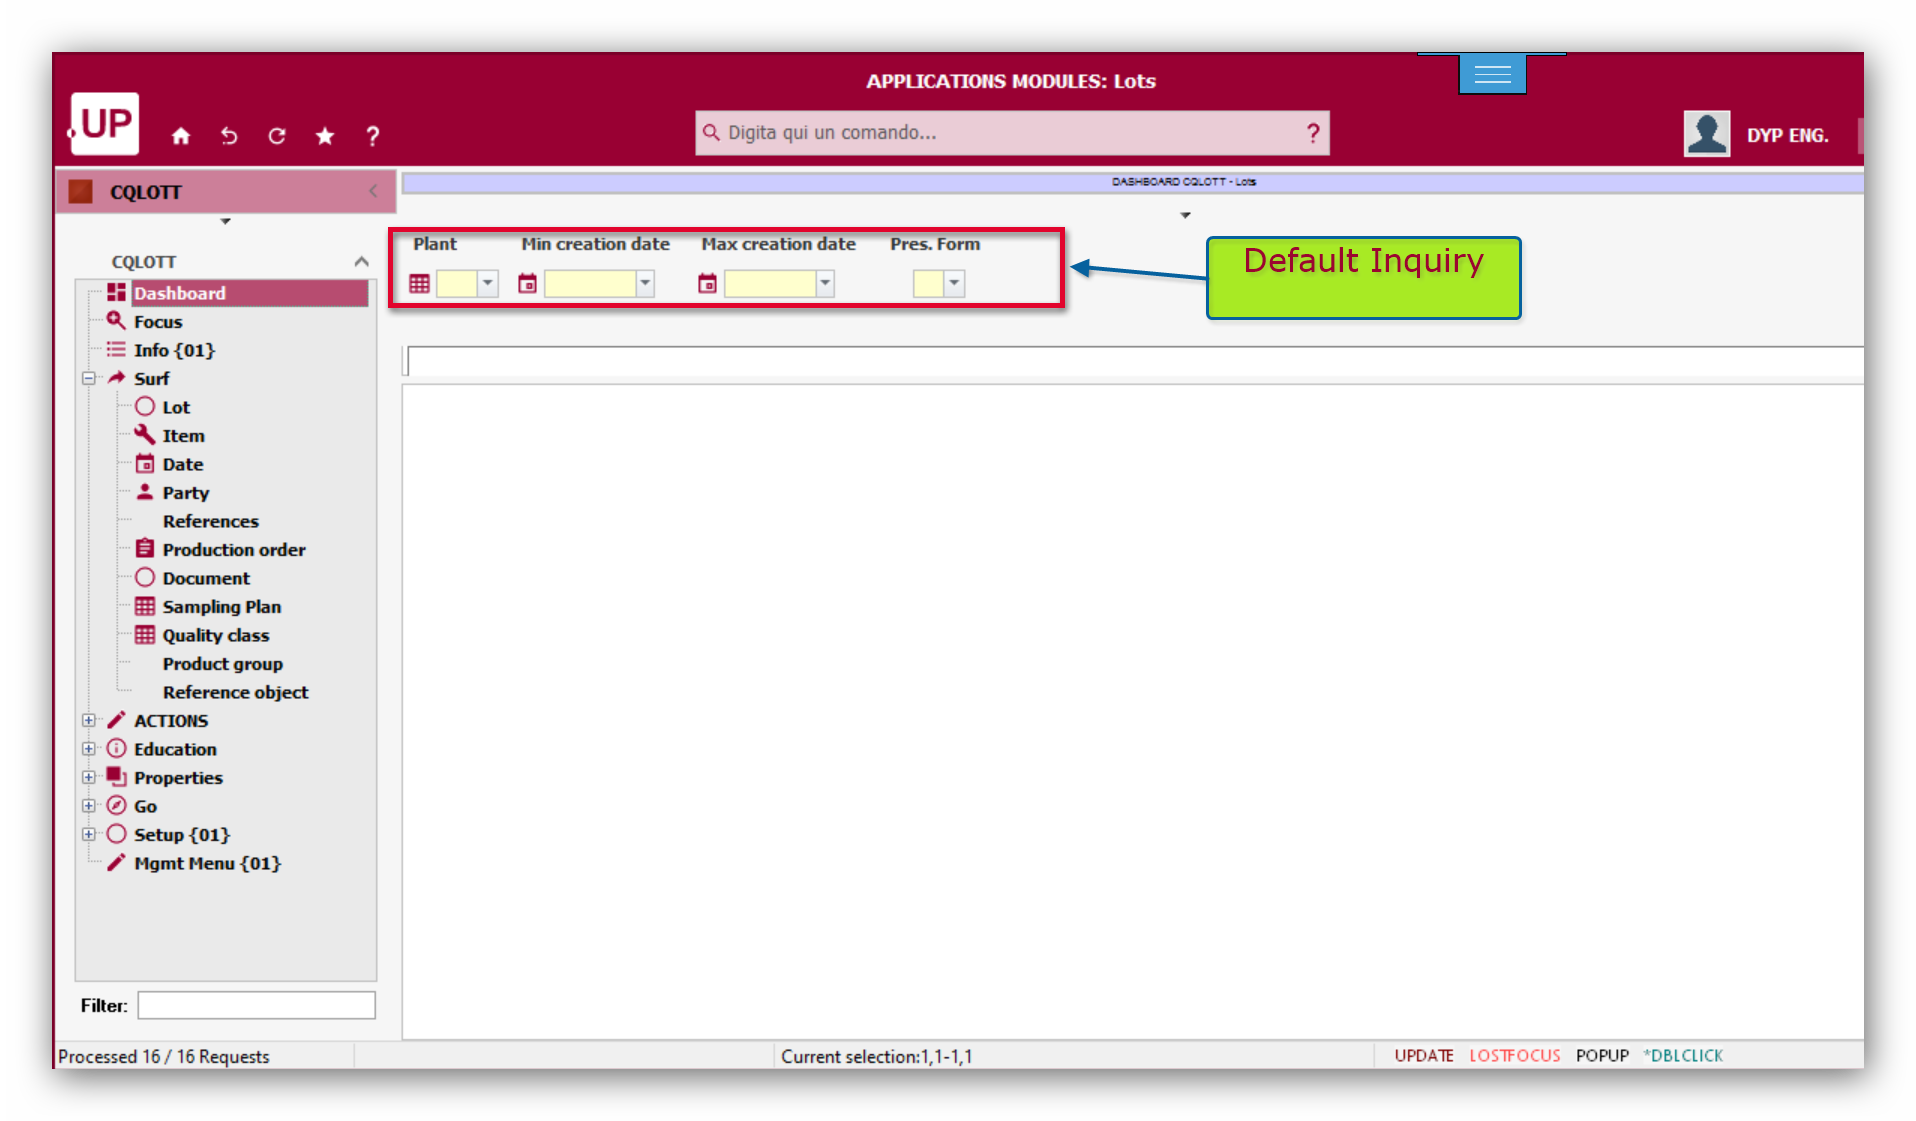 APPLICATIONS MODULES: Lots
.UP
?
Digita qui un comando...
?
DYP ENG.
CQLOTT
DASHBOARD CQLOTT - Lots
Plant Min creation date Max creation date Pres. Form
Default Inquiry
CQLOTT
Dashboard
Focus
Info {01}
Surf
Lot
Item
Date
Party
References
Production order
Document
Sampling Plan
Quality class
Product group
Reference object
ACTIONS
Education
Properties
Go
Setup {01}
Mgmt Menu {01}
Filter:
Processed 16 / 16 Requests
Current selection:1,1-1,1
UPDATE LOSTFOCUS POPUP *DBLCLICK